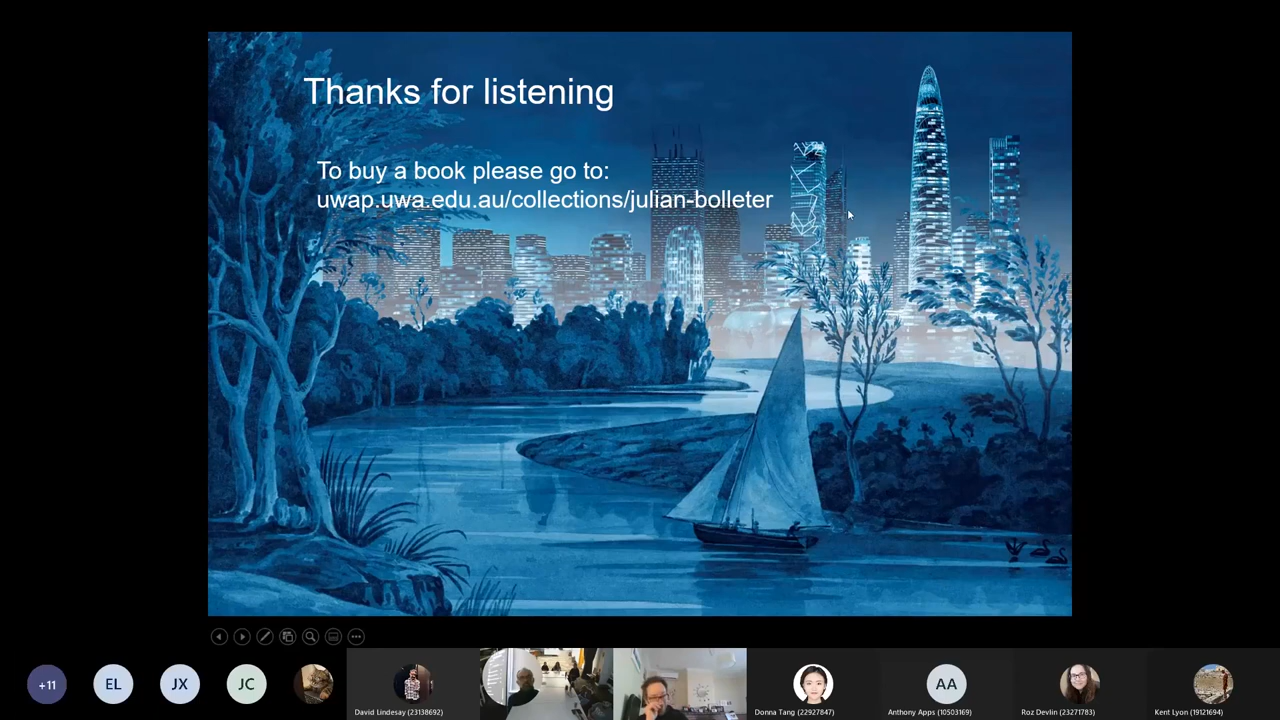 Thanks for listening
To buy a book please go to:
uwap.uwa.edu.au/collections/julian-bolleter
+11
EL
JX
JC
David Lindesay (23138692)
Donna Tang (22927847)
AA
Anthony Apps (10503169)
Roz Devlin (23271783)
Kent Lyon (19121694)